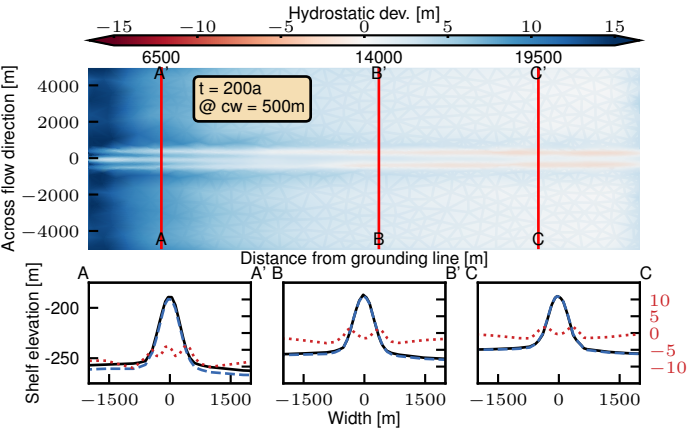 Hydrostatic dev. [m]
−15 −10 −5 0 5 10 15
6500 14000 19500
A' B' C'
t = 200a
@ cw = 500m
Across flow direction [m]
4000
2000
0
−2000
−4000
A B C
Distance from grounding line [m]
A A' B B' C C
Shelf elevation [m]
-200
-250
10
5
0
−5
−10
−1500 0 1500 −1500 0 1500 −1500 0 1500
Width [m]